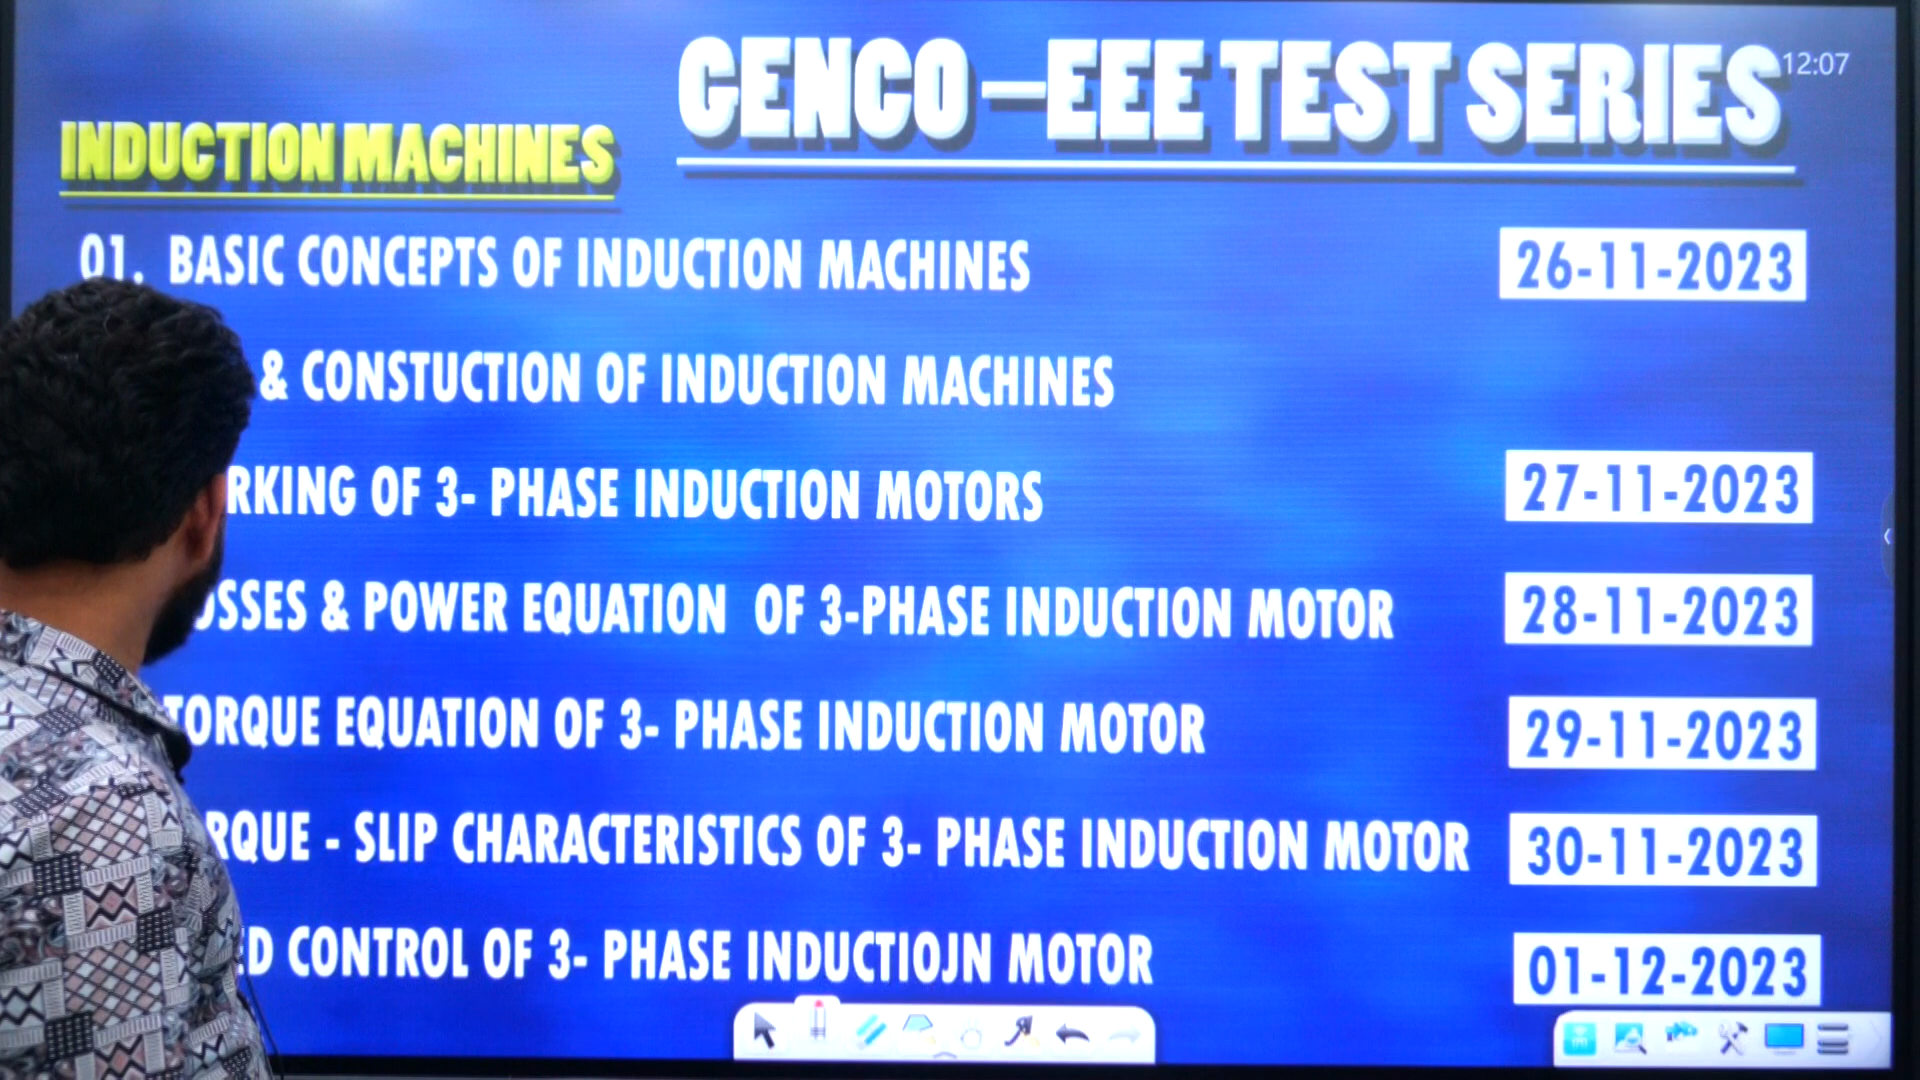 GENCO –EEE TEST SERIES
12:07
INDUCTION MACHINES
01. BASIC CONCEPTS OF INDUCTION MACHINES 26-11-2023
& CONSTUCTION OF INDUCTION MACHINES
RKING OF 3- PHASE INDUCTION MOTORS 27-11-2023
OSSES & POWER EQUATION OF 3-PHASE INDUCTION MOTOR 28-11-2023
TORQUE EQUATION OF 3- PHASE INDUCTION MOTOR 29-11-2023
RQUE - SLIP CHARACTERISTICS OF 3- PHASE INDUCTION MOTOR 30-11-2023
ED CONTROL OF 3- PHASE INDUCTIOJN MOTOR 01-12-2023